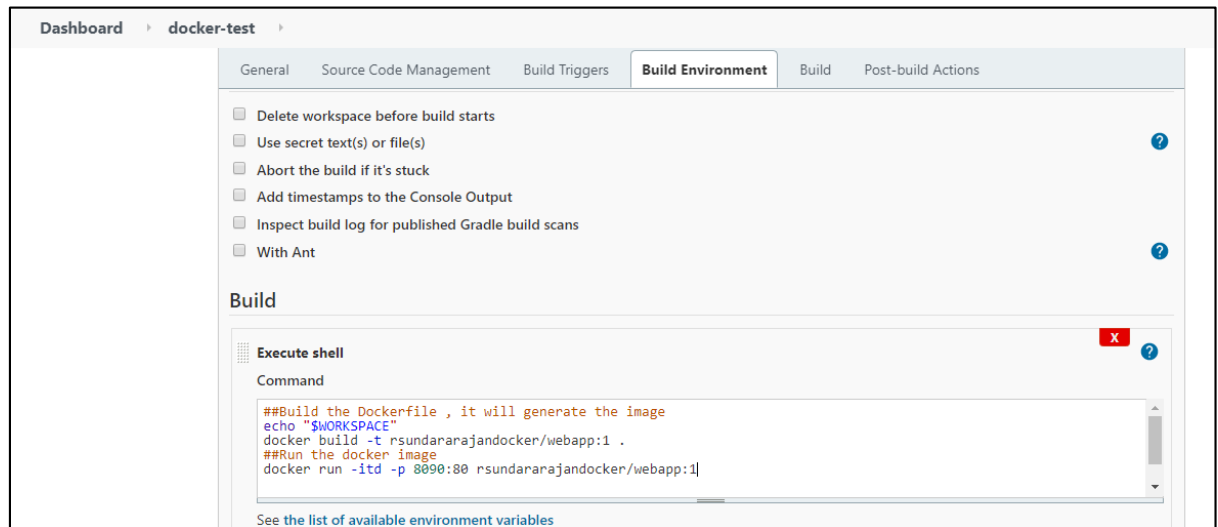 Dashboard docker-test
General Source Code Management Build Triggers Build Environment Build Post-build Actions
Delete workspace before build starts
Use secret text(s) or file(s) ?
Abort the build if it's stuck
Add timestamps to the Console Output
Inspect build log for published Gradle build scans
With Ant ?
Build
X
Execute shell ?
Command
##Build the Dockerfile , it will generate the image
echo "$WORKSPACE"
docker build -t rsundararajandocker/webapp:1 .
##Run the docker image
docker run -itd -p 8090:80 rsundararajandocker/webapp:1
See the list of available environment variables